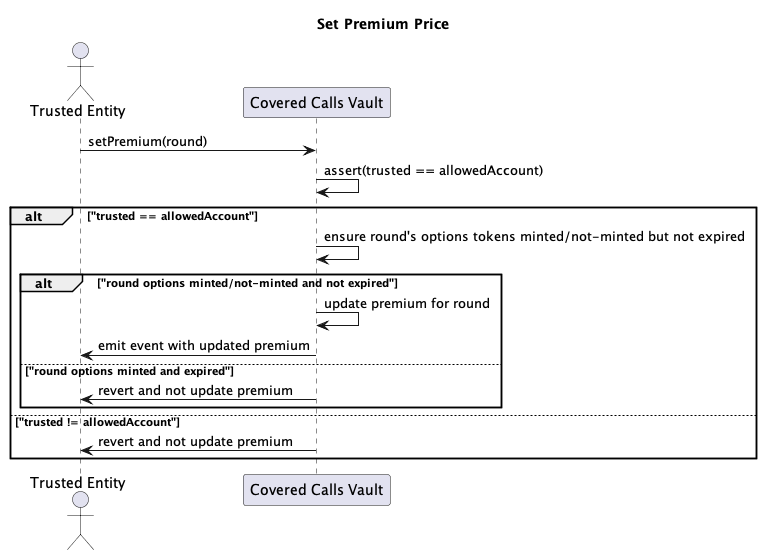 Set Premium Price
Trusted Entity
Covered Calls Vault
setPremium(round)
assert(trusted == allowedAccount)
alt ["trusted == allowedAccount"]
ensure round's options tokens minted/not-minted but not expired
alt ["round options minted/not-minted and not expired"]
update premium for round
emit event with updated premium
["round options minted and expired"]
revert and not update premium
["trusted != allowedAccount"]
revert and not update premium
Trusted Entity
Covered Calls Vault